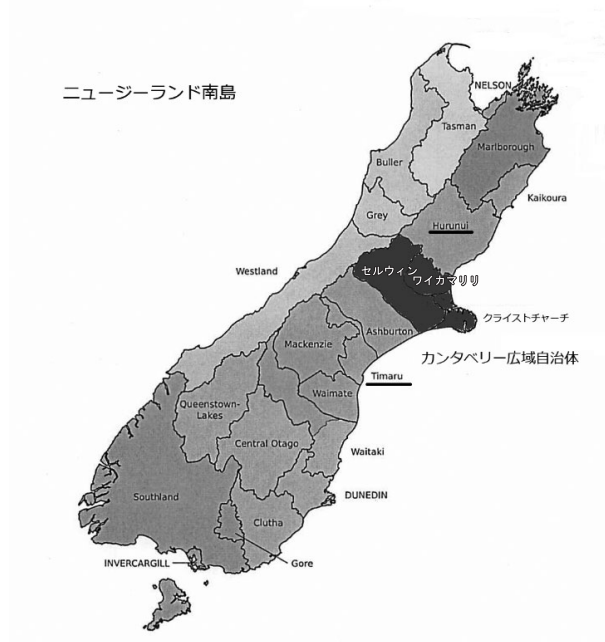 ニュージーランド南島
NELSON
Tasman
Marlborough
Buller
Kaikoura
Grey
Hurunui
Westland
セルウィン
ワイカマリリ
クライストチャーチ
Ashburton
Mackenzie
カンタベリー広域自治体
Timaru
Waimate
Queenstown-
Lakes
Central Otago
Waitaki
Southland
DUNEDIN
Clutha
INVERCARGILL
Gore